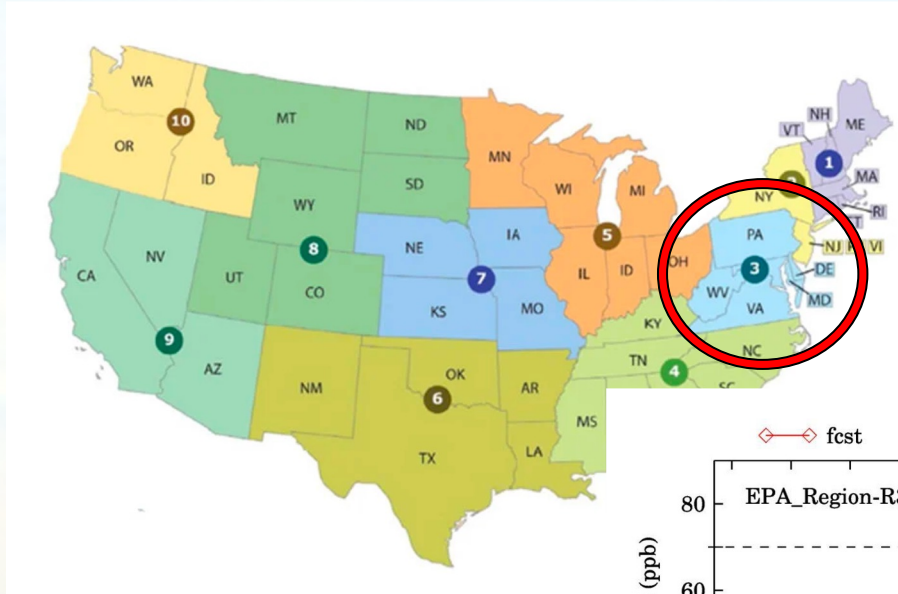 WA
MT
ND
MN
10
OR
ID
SD
WI
MI
NH
VT
ME
1
MA
RI
NY
WY
NE
IA
5
8
7
PA
NJ
VI
3
DE
MD
OH
WV
VA
CA
NV
UT
CO
KS
MO
IL
ID
KY
9
AZ
NM
OK
AR
TN
4
NC
6
MS
TX
LA
fcst
EPA_Region-R3
80
(ppb)
60